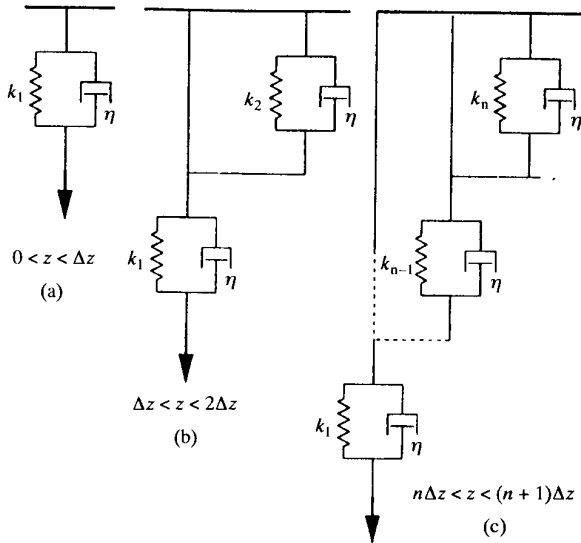 k₁
η
0 < z < Δz
(a)
k₂
η
k₁
η
Δz < z < 2Δz
(b)
kₙ
η
kₙ₋₁
η
k₁
η
nΔz < z < (n + 1)Δz
(c)